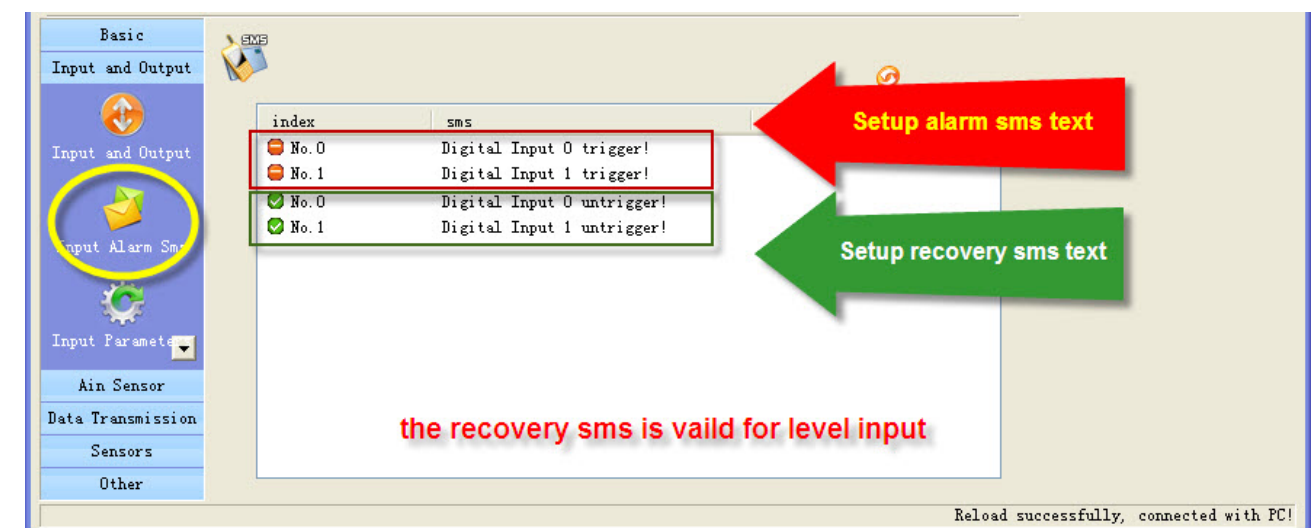 Basic
Input and Output
SMS
Input and Output
Input Alarm Sms
Input Paramete
Ain Sensor
Data Transmission
Sensors
Other
index sms
No.0 Digital Input 0 trigger!
No.1 Digital Input 1 trigger!
No.0 Digital Input 0 untrigger!
No.1 Digital Input 1 untrigger!
Setup alarm sms text
Setup recovery sms text
the recovery sms is vaild for level input
Reload successfully, connected with PC!